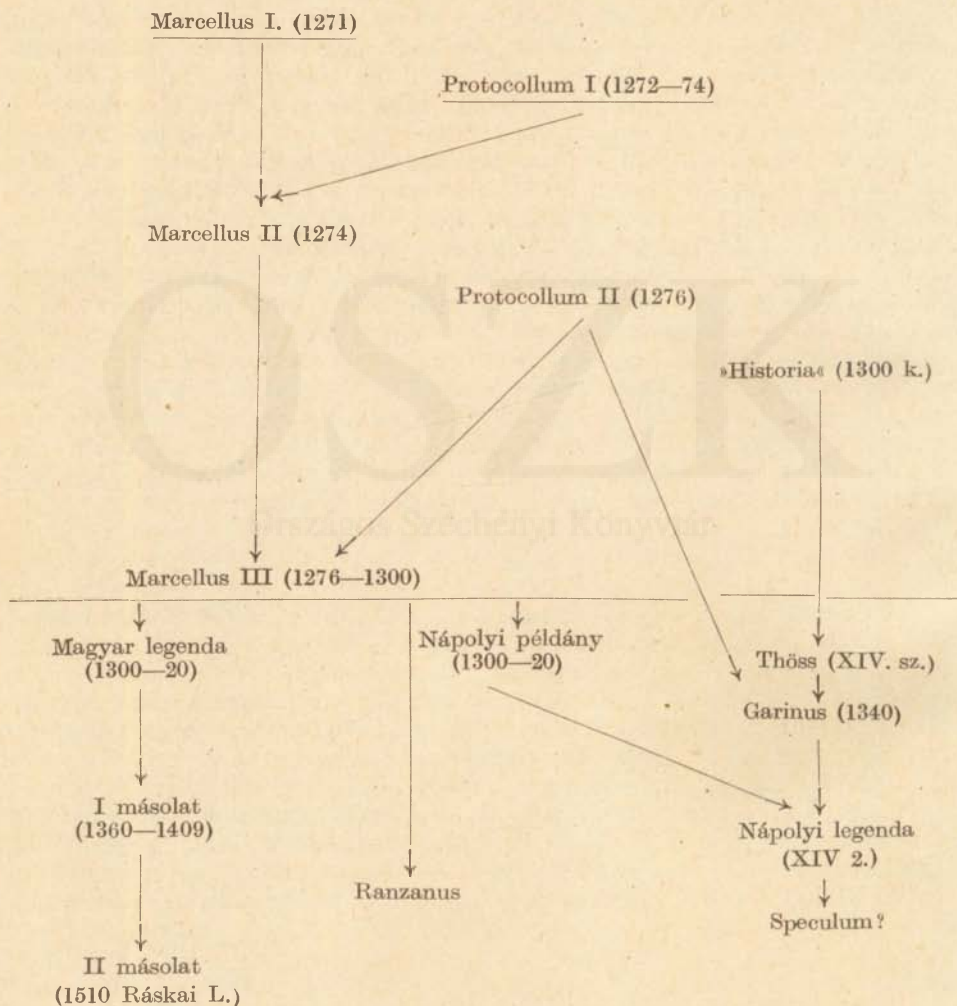 Marcellus I. (1271)
Protocollum I (1272—74)
Marcellus II (1274)
Protocollum II (1276)
»Historia« (1300 k.)
OSZK
Országos Széchényi Könyvtár
Marcellus III (1276—1300)
Magyar legenda
(1300—20)
Nápolyi példány
(1300—20)
Thöss (XIV. sz.)
Garinus (1340)
I másolat
(1360—1409)
Nápolyi legenda
(XIV 2.)
Ranzanus
Speculum?
II másolat
(1510 Ráskai L.)